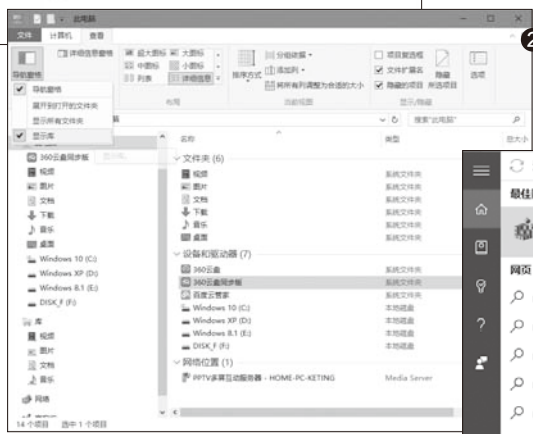 此电脑
文件 计算机 查看
导航窗格 详细信息窗格 超大图标 大图标 中图标 小图标 列表 详细信息
排序方式 分组依据 添加列 将所有列调整为合适的大小
项目复选框 文件扩展名 隐藏的项目 隐藏所选项目 选项
布局 当前视图 显示/隐藏
导航窗格
展开到打开的文件夹
显示所有文件夹
显示库
搜索"此电脑"
名称 类型 总大小
360云盘同步版
视频
图片
文档
下载
音乐
桌面
Windows 10 (C:)
Windows XP (D:)
Windows 8.1 (E:)
DISK_F (F:)
库
视频
图片
文档
音乐
网络
文件夹 (6)
视频 系统文件夹
图片 系统文件夹
文档 系统文件夹
下载 系统文件夹
音乐 系统文件夹
桌面 系统文件夹
设备和驱动器 (7)
360云盘 系统文件夹
360云盘同步版 系统文件夹
百度云管家 系统文件夹
Windows 10 (C:) 本地磁盘
Windows XP (D:) 本地磁盘
Windows 8.1 (E:) 本地磁盘
DISK_F (F:) 本地磁盘
网络位置 (1)
PPTV多屏互动服务器 - HOME-PC-KETING Media Server
14 个项目 选中 1 个项目
2
最佳
网页